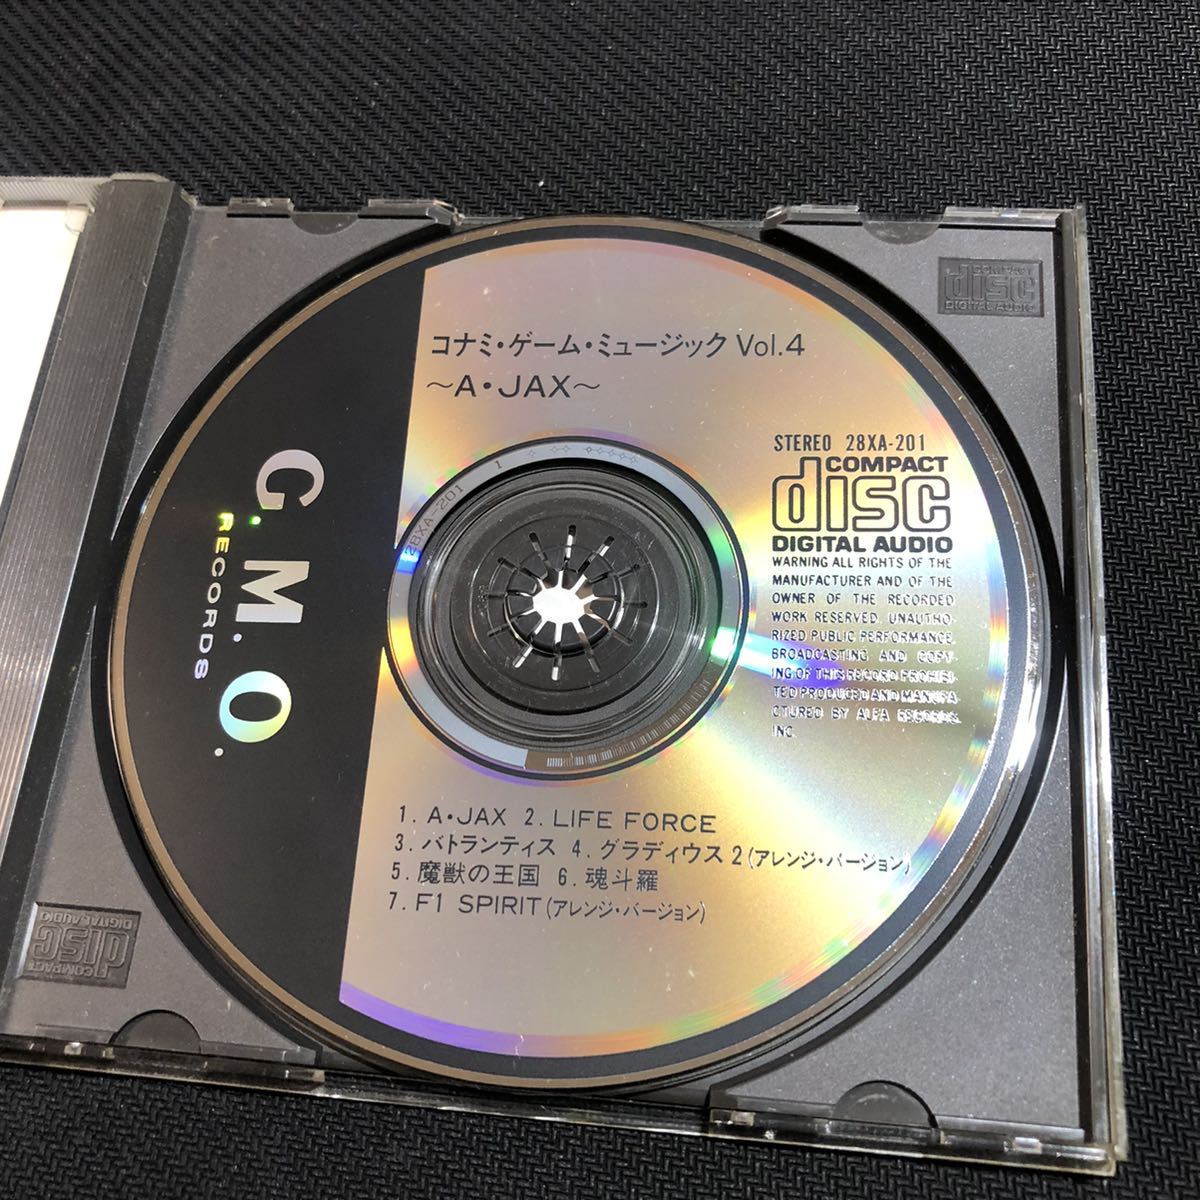 コナミ・ゲーム・ミュージック Vol.4
～A・JAX～
G.M.O.
RECORDS
STEREO 28XA-201
COMPACT
disc
DIGITAL AUDIO
WARNING ALL RIGHTS OF THE
MANUFACTURER AND OF THE
OWNER OF THE RECORDED
WORK RESERVED. UNAUTHO-
RIZED PUBLIC PERFORMANCE.
BROADCASTING AND COPY-
ING OF THIS RECORD PROHIBI-
TED PRODUCED AND MANUFA
CTURED BY ALFA RECORDS.
INC.
28XA-201 1
1. A・JAX 2. LIFE FORCE
3. バトランティス 4. グラディウス2(アレンジ・バージョン)
5. 魔獣の王国 6. 魂斗羅
7. F1 SPIRIT(アレンジ・バージョン)
COMPACT
disc
DIGITAL AUDIO
COMPACT
disc
DIGITAL AUDIO